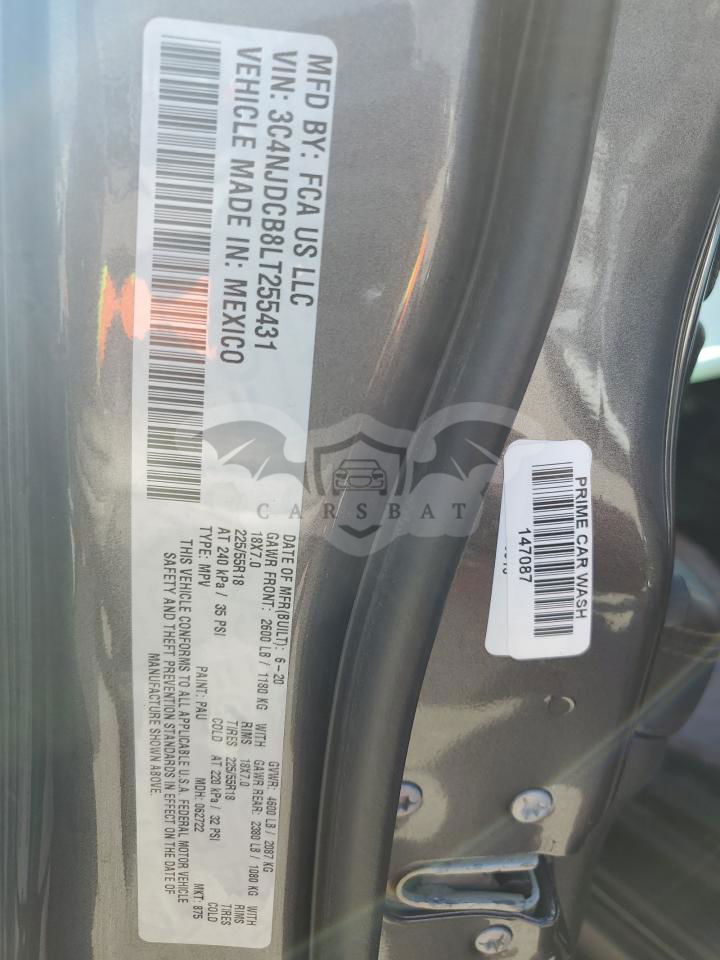 MFD BY: FCA US LLC
VIN: 3C4NJDCB8LT255431
VEHICLE MADE IN: MEXICO
DATE OF MFR(BUILT): 6-20 GVWR: 4600 LB / 2087 KG
GAWR FRONT: 2600 LB / 1180 KG WITH GAWR REAR: 2380 LB / 1080 KG WITH
18X7.0 RIMS 18X7.0 RIMS
225/55R18 TIRES 225/55R18 TIRES
AT 240 kPa / 35 PSI COLD AT 220 kPa / 32 PSI COLD
TYPE: MPV PAINT: PAU MDH: 062722 MKT: 875
THIS VEHICLE CONFORMS TO ALL APPLICABLE U.S.A. FEDERAL MOTOR VEHICLE
SAFETY AND THEFT PREVENTION STANDARDS IN EFFECT ON THE DATE OF
MANUFACTURE SHOWN ABOVE.
CARSBAT
PRIME CAR WASH
147087